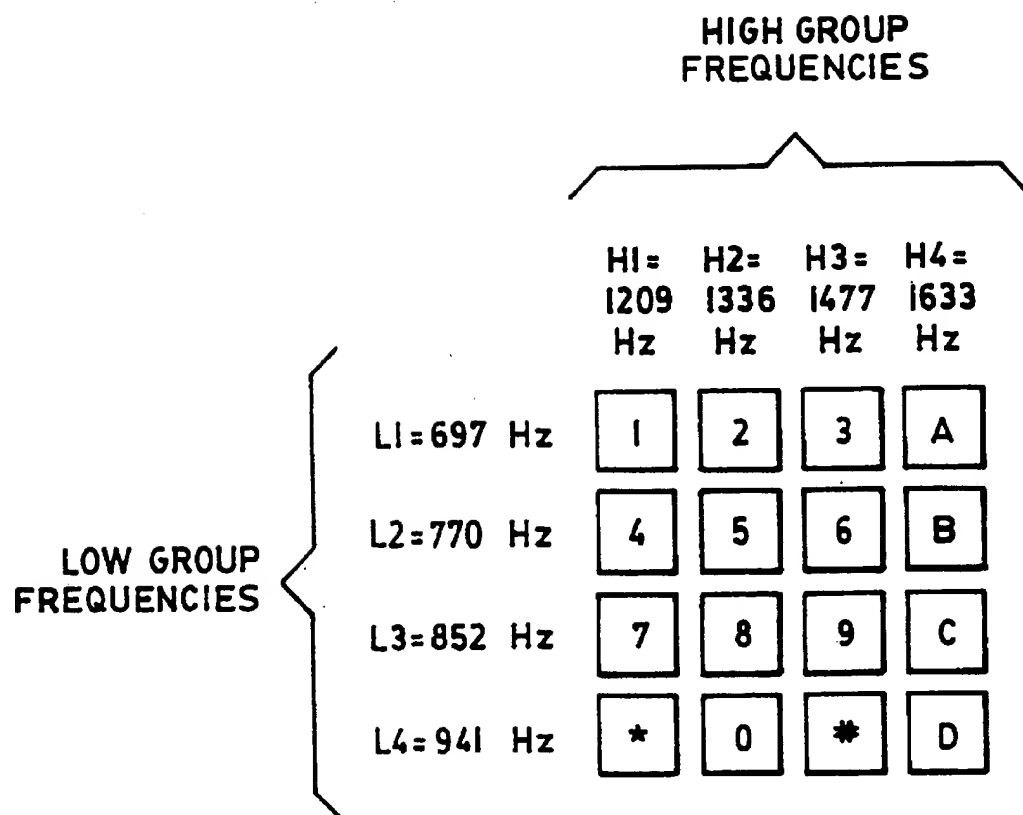 HIGH GROUP
FREQUENCIES
H1= H2= H3= H4=
1209 1336 1477 1633
Hz Hz Hz Hz
L1=697 Hz 1 2 3 A
L2=770 Hz 4 5 6 B
LOW GROUP
FREQUENCIES
L3=852 Hz 7 8 9 C
L4=941 Hz * 0 # D